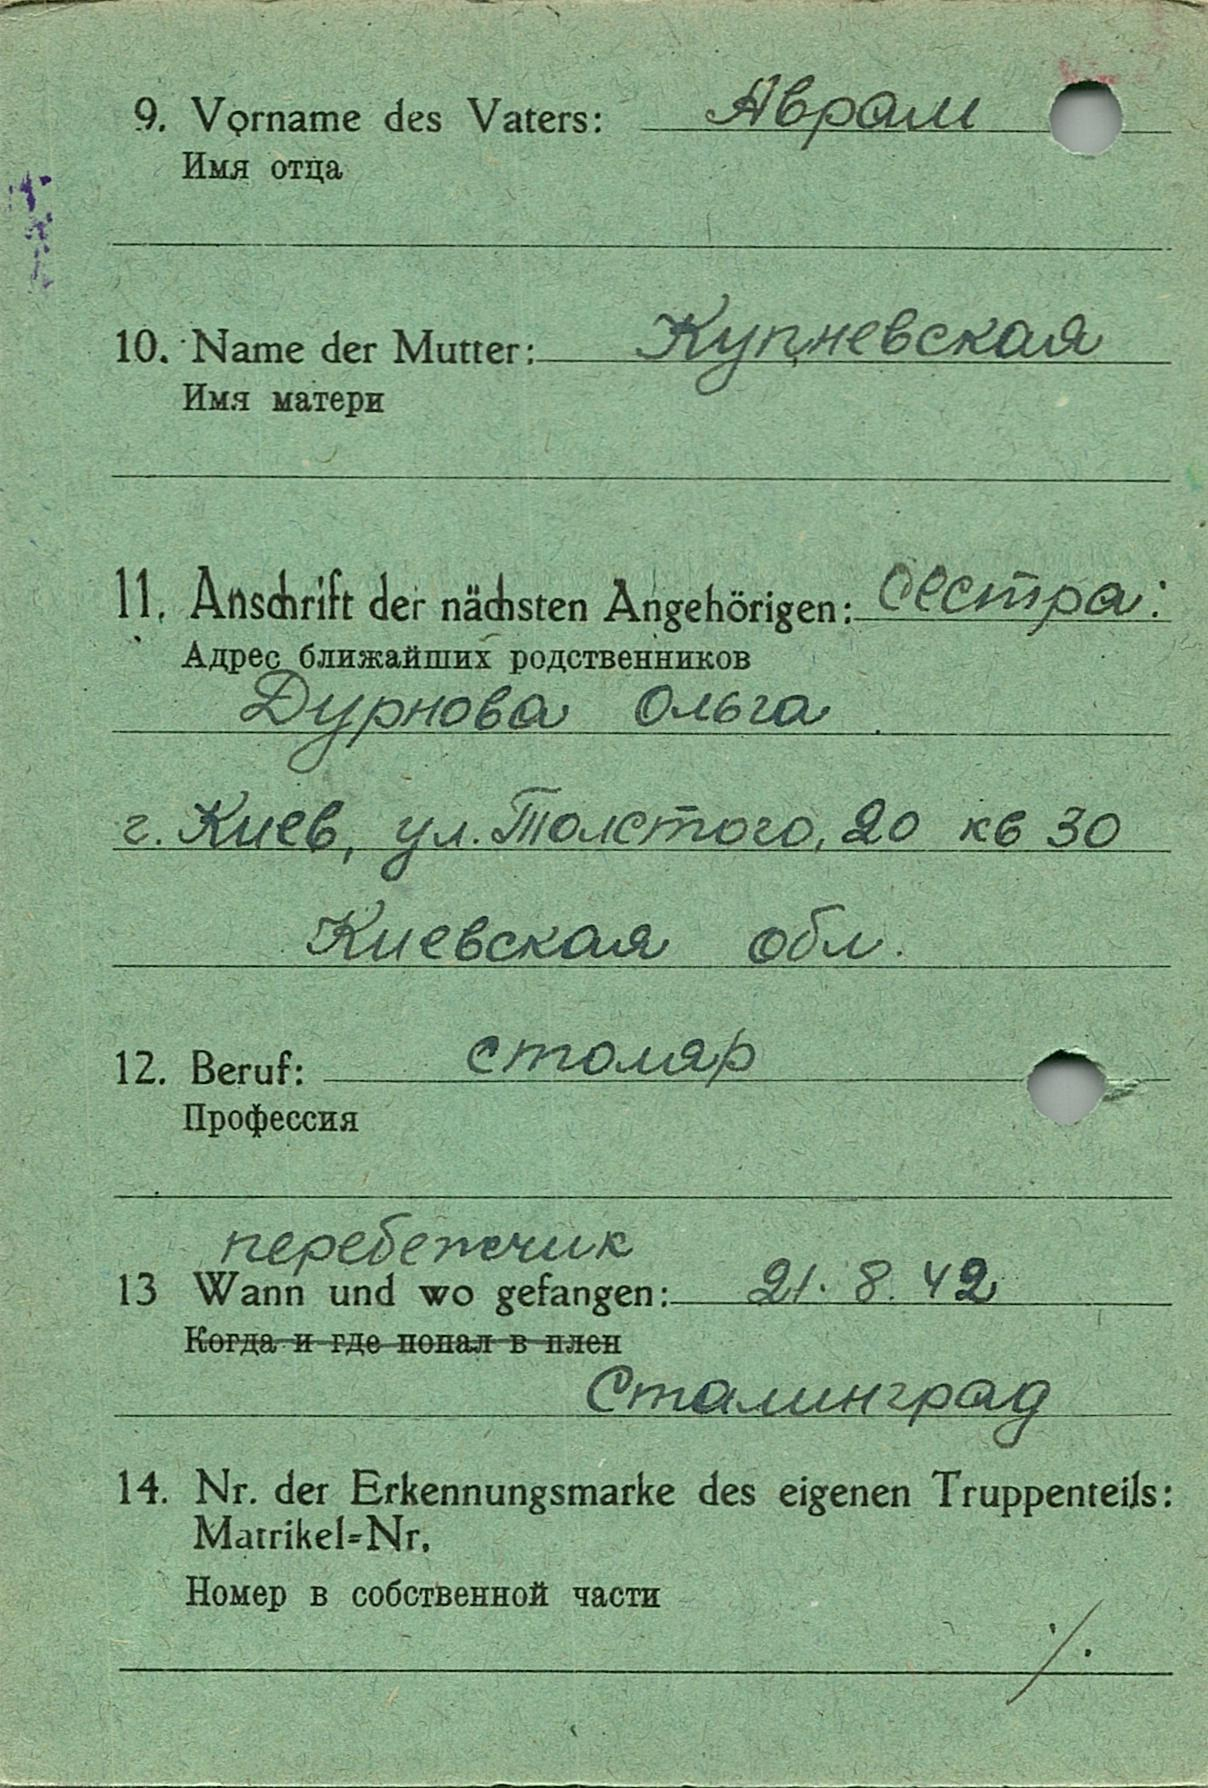 9. Vorname des Vaters: Аврам
Имя отца
10. Name der Mutter: Купневская
Имя матери
11. Anschrift der nächsten Angehörigen: сестра:
Адрес ближайших родственников
Дурнова Ольга
г. Киев, ул. Толстого, 20 кв 30
Киевская обл.
12. Beruf: столяр
Профессия
перебежчик
13 Wann und wo gefangen: 21. 8. 42
Когда и где попал в плен
Сталинград
14. Nr. der Erkennungsmarke des eigenen Truppenteils:
Matrikel=Nr.
Номер в собственной части
·/.